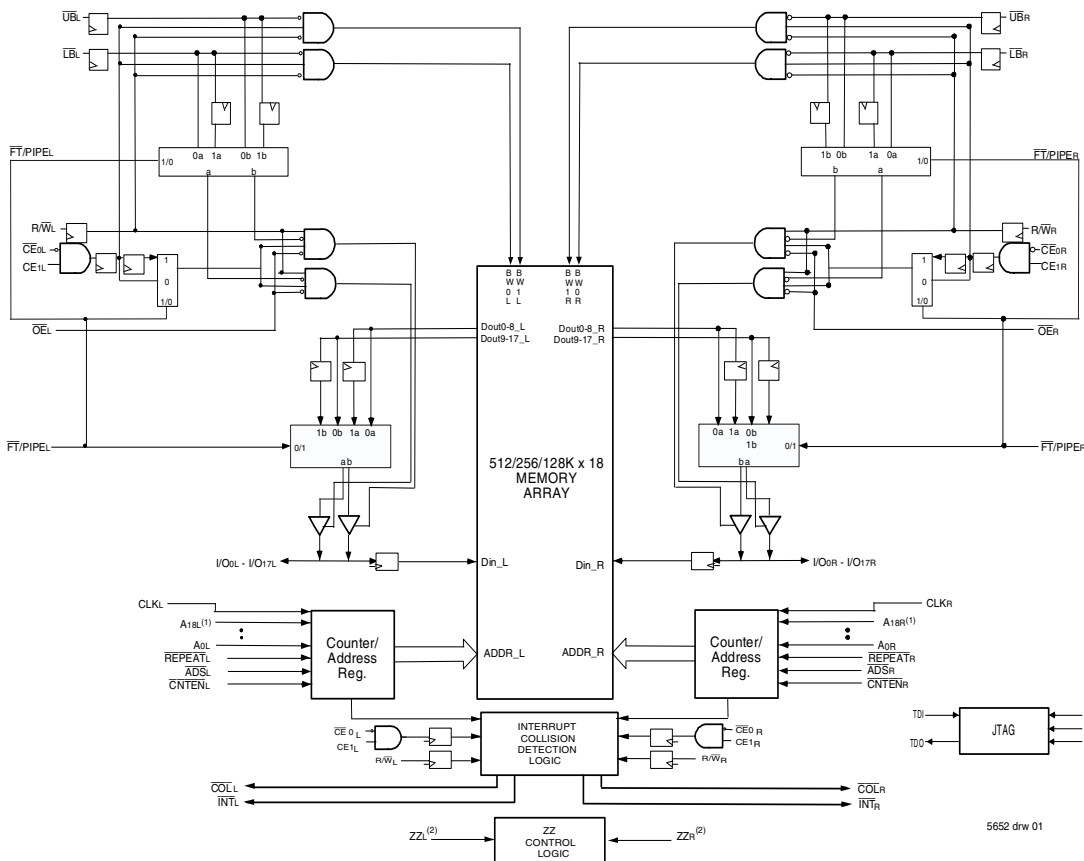 UBL
UBR
LBL
LBR
0a 1a 0b 1b
1b 0b 1a 0a
FT/PIPEL
1/0
a b
b a
1/0
FT/PIPER
R/WL
R/WR
CE0L
CE0R
CE1L
CE1R
1
0
1/0
1
0
1/0
BW0L
BW1L
BW1R
BW0R
OEL
OER
Dout0-8_L
Dout9-17_L
Dout0-8_R
Dout9-17_R
1b 0b 1a 0a
0a 1a 0b
1b
FT/PIPEL
0/1
0/1
FT/PIPER
ab
ba
512/256/128K x 18
MEMORY
ARRAY
I/O0L - I/O17L
Din_L
Din_R
I/O0R - I/O17R
CLKL
CLKR
A18L(1)
A18R(1)
A0L
A0R
REPEATL
REPEATR
ADSL
ADSR
CNTENL
CNTENR
Counter/
Address
Reg.
ADDR_L
ADDR_R
Counter/
Address
Reg.
CE0L
CE1L
R/WL
INTERRUPT
COLLISION
DETECTION
LOGIC
CE0R
CE1R
R/WR
TDI
TDO
JTAG
COLL
COLR
INTL
INTR
ZZL(2)
ZZ
CONTROL
LOGIC
ZZR(2)
5652 drw 01